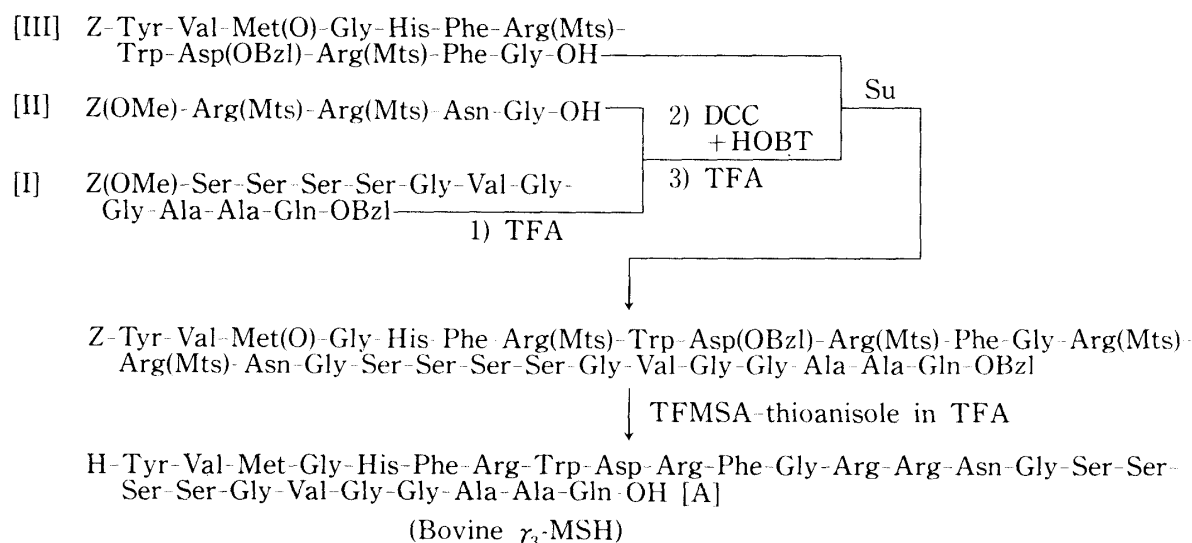 [III] Z-Tyr-Val-Met(O)-Gly-His-Phe-Arg(Mts)-
Trp-Asp(OBzl)-Arg(Mts)-Phe-Gly-OH
[II] Z(OMe)-Arg(Mts)-Arg(Mts)-Asn-Gly-OH
[I] Z(OMe)-Ser-Ser-Ser-Ser-Gly-Val-Gly-
Gly-Ala-Ala-Gln-OBzl
1) TFA
2) DCC
+HOBT
3) TFA
Su
Z-Tyr-Val-Met(O)-Gly-His-Phe-Arg(Mts)-Trp-Asp(OBzl)-Arg(Mts)-Phe-Gly-Arg(Mts)-
Arg(Mts)-Asn-Gly-Ser-Ser-Ser-Ser-Gly-Val-Gly-Gly-Ala-Ala-Gln-OBzl
TFMSA-thioanisole in TFA
H-Tyr-Val-Met-Gly-His-Phe-Arg-Trp-Asp-Arg-Phe-Gly-Arg-Arg-Asn-Gly-Ser-Ser-
Ser-Ser-Gly-Val-Gly-Gly-Ala-Ala-Gln-OH [A]
(Bovine γ₃-MSH)